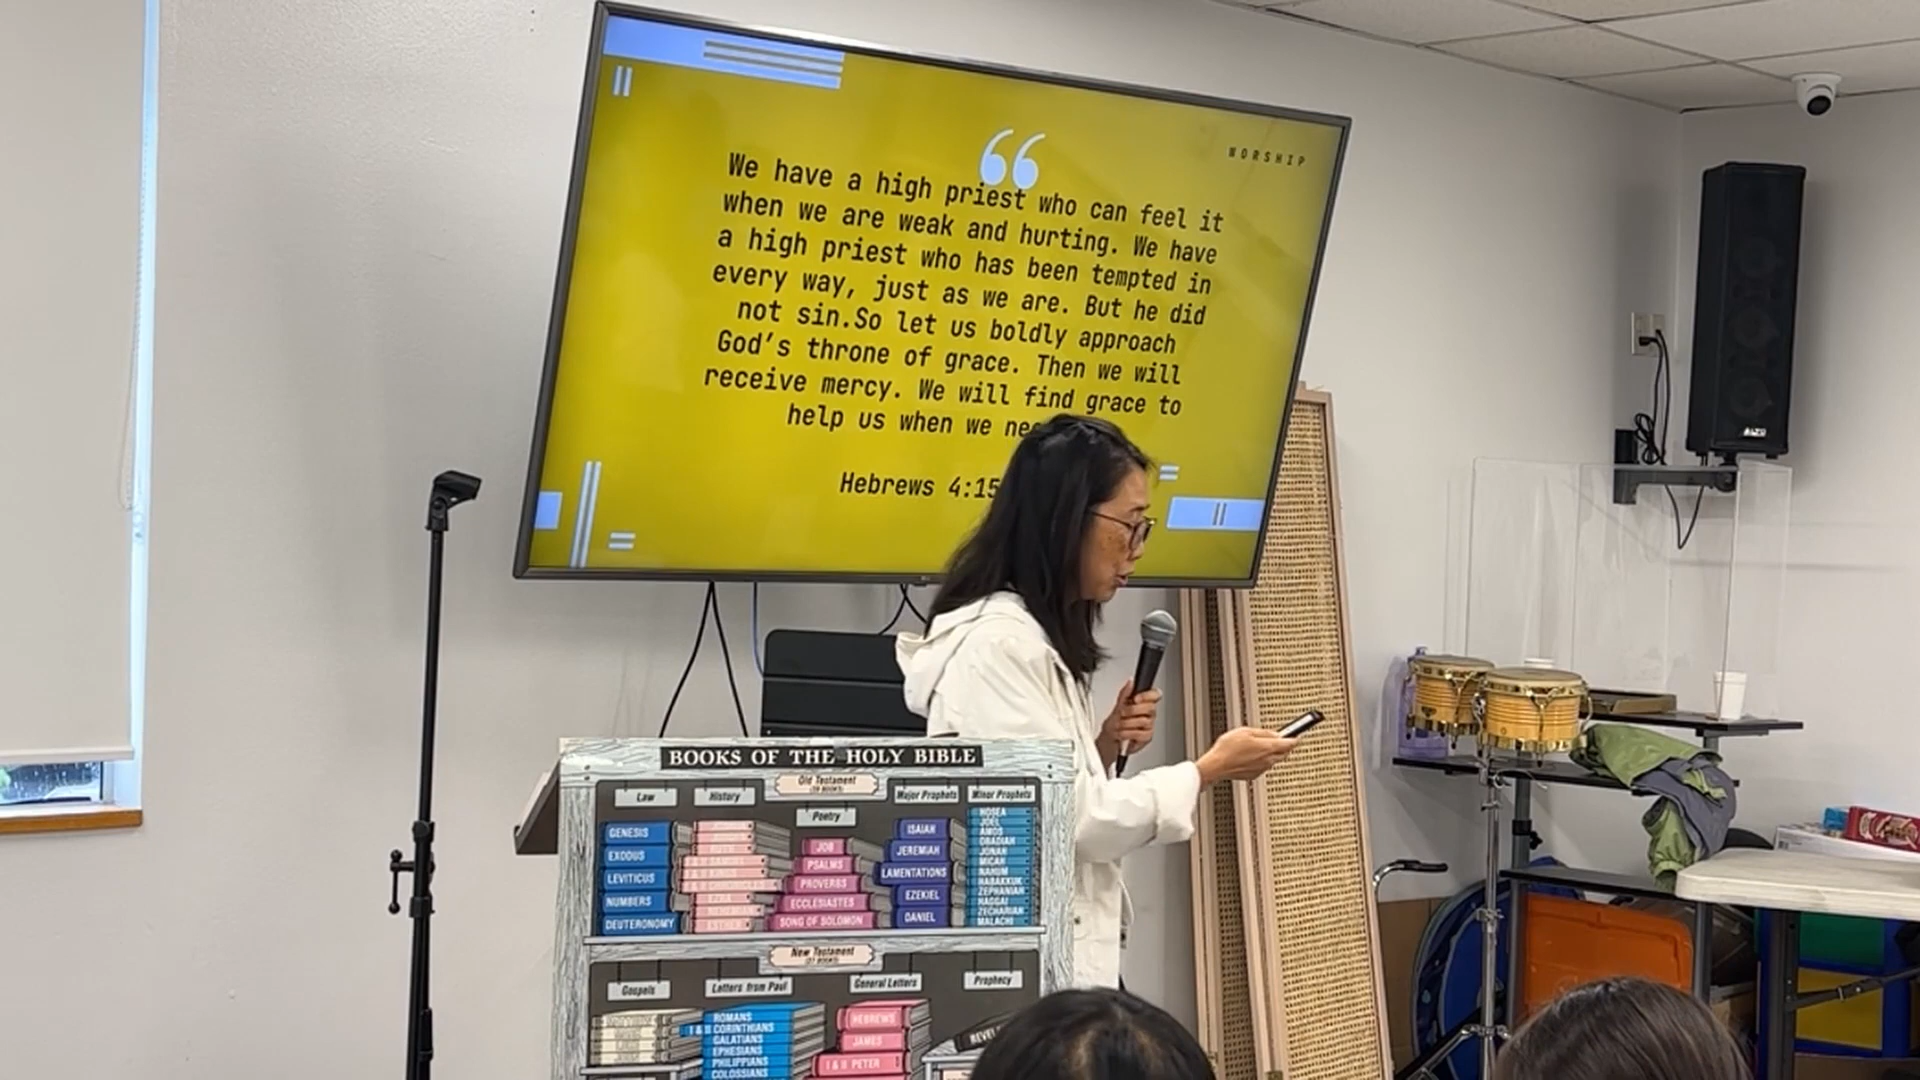 WORSHIP
We have a high priest who can feel it
when we are weak and hurting. We have
a high priest who has been tempted in
every way, just as we are. But he did
not sin.So let us boldly approach
God's throne of grace. Then we will
receive mercy. We will find grace to
help us when we
Hebrews 4:15
ALTO
BOOKS OF THE HOLY BIBLE
Old Testament
(39 BOOKS)
Law
History
Poetry
Major Prophets
Minor Prophets
GENESIS
EXODUS
LEVITICUS
NUMBERS
DEUTERONOMY
JOB
PSALMS
PROVERBS
ECCLESIASTES
SONG OF SOLOMON
ISAIAH
JEREMIAH
LAMENTATIONS
EZEKIEL
DANIEL
HOSEA
JOEL
AMOS
OBADIAH
JONAH
MICAH
NAHUM
HABAKKUK
ZEPHANIAH
HAGGAI
ZECHARIAH
MALACHI
New Testament
(27 BOOKS)
Gospels
Letters from Paul
General Letters
Prophecy
ROMANS
I & II CORINTHIANS
GALATIANS
EPHESIANS
PHILIPPIANS
COLOSSIANS
HEBREWS
JAMES
I & II PETER